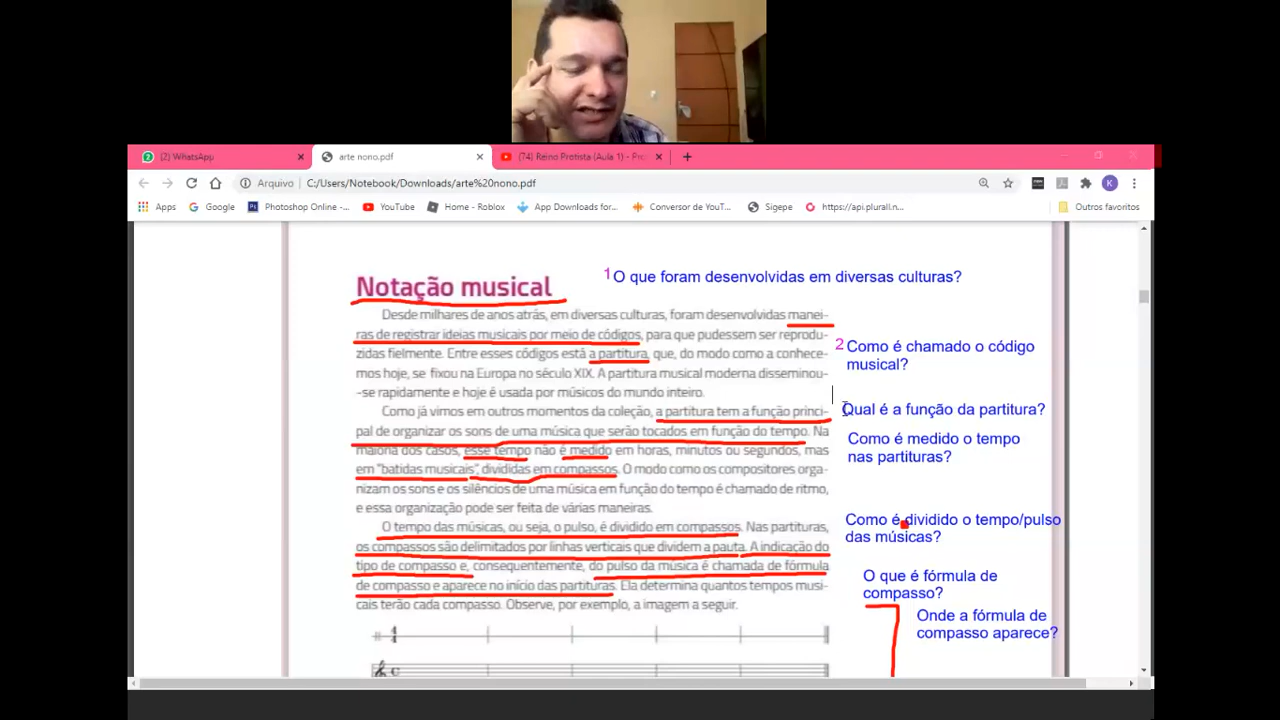 (2) WhatsApp
arte nono.pdf
(74) Reino Protista (Aula 1) - Pro
Arquivo
C:/Users/Notebook/Downloads/arte%20nono.pdf
Apps
Google
Photoshop Online -...
YouTube
Home - Roblox
App Downloads for...
Conversor de YouT...
Sigepe
https://api.plurall.n...
Outros favoritos
Notação musical
1 O que foram desenvolvidas em diversas culturas?
Desde milhares de anos atrás, em diversas culturas, foram desenvolvidas manei-
ras de registrar ideias musicais por meio de códigos, para que pudessem ser reprodu-
zidas fielmente. Entre esses códigos está a partitura, que, do modo como a conhece-
mos hoje, se fixou na Europa no século XIX. A partitura musical moderna disseminou-
-se rapidamente e hoje é usada por músicos do mundo inteiro.
Como já vimos em outros momentos da coleção, a partitura tem a função princi-
pal de organizar os sons de uma música que serão tocados em função do tempo. Na
maioria dos casos, esse tempo não é medido em horas, minutos ou segundos, mas
em "batidas musicais", divididas em compassos. O modo como os compositores orga-
nizam os sons e os silêncios de uma música em função do tempo é chamado de ritmo,
e essa organização pode ser feita de várias maneiras.
O tempo das músicas, ou seja, o pulso, é dividido em compassos. Nas partituras,
os compassos são delimitados por linhas verticais que dividem a pauta. A indicação do
tipo de compasso e, consequentemente, do pulso da música é chamada de fórmula
de compasso e aparece no início das partituras. Ela determina quantos tempos musi-
cais terão cada compasso. Observe, por exemplo, a imagem a seguir.
2 Como é chamado o código
musical?
Qual é a função da partitura?
Como é medido o tempo
nas partituras?
Como é dividido o tempo/pulso
das músicas?
O que é fórmula de
compasso?
Onde a fórmula de
compasso aparece?